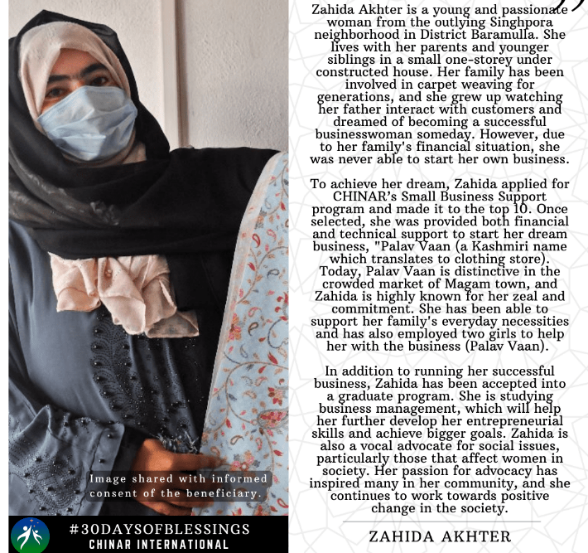 Zahida Akhter is a young and passionate
woman from the outlying Singhpora
neighborhood in District Baramulla. She
lives with her parents and younger
siblings in a small one-storey under
constructed house. Her family has been
involved in carpet weaving for
generations, and she grew up watching
her father interact with customers and
dreamed of becoming a successful
businesswoman someday. However, due
to her family's financial situation, she
was never able to start her own business.
To achieve her dream, Zahida applied for
CHINAR's Small Business Support
program and made it to the top 10. Once
selected, she was provided both financial
and technical support to start her dream
business, "Palav Vaan (a Kashmiri name
which translates to clothing store).
Today, Palav Vaan is distinctive in the
crowded market of Magam town, and
Zahida is highly known for her zeal and
commitment. She has been able to
support her family's everyday necessities
and has also employed two girls to help
her with the business (Palav Vaan).
In addition to running her successful
business, Zahida has been accepted into
a graduate program. She is studying
business management, which will help
her further develop her entrepreneurial
skills and achieve bigger goals. Zahida is
also a vocal advocate for social issues,
particularly those that affect women in
society. Her passion for advocacy has
inspired many in her community, and she
continues to work towards positive
change in the society.
ZAHIDA AKHTER
Image shared with informed
consent of the beneficiary.
#30DAYSOFBLESSINGS
CHINAR INTERNATIONAL